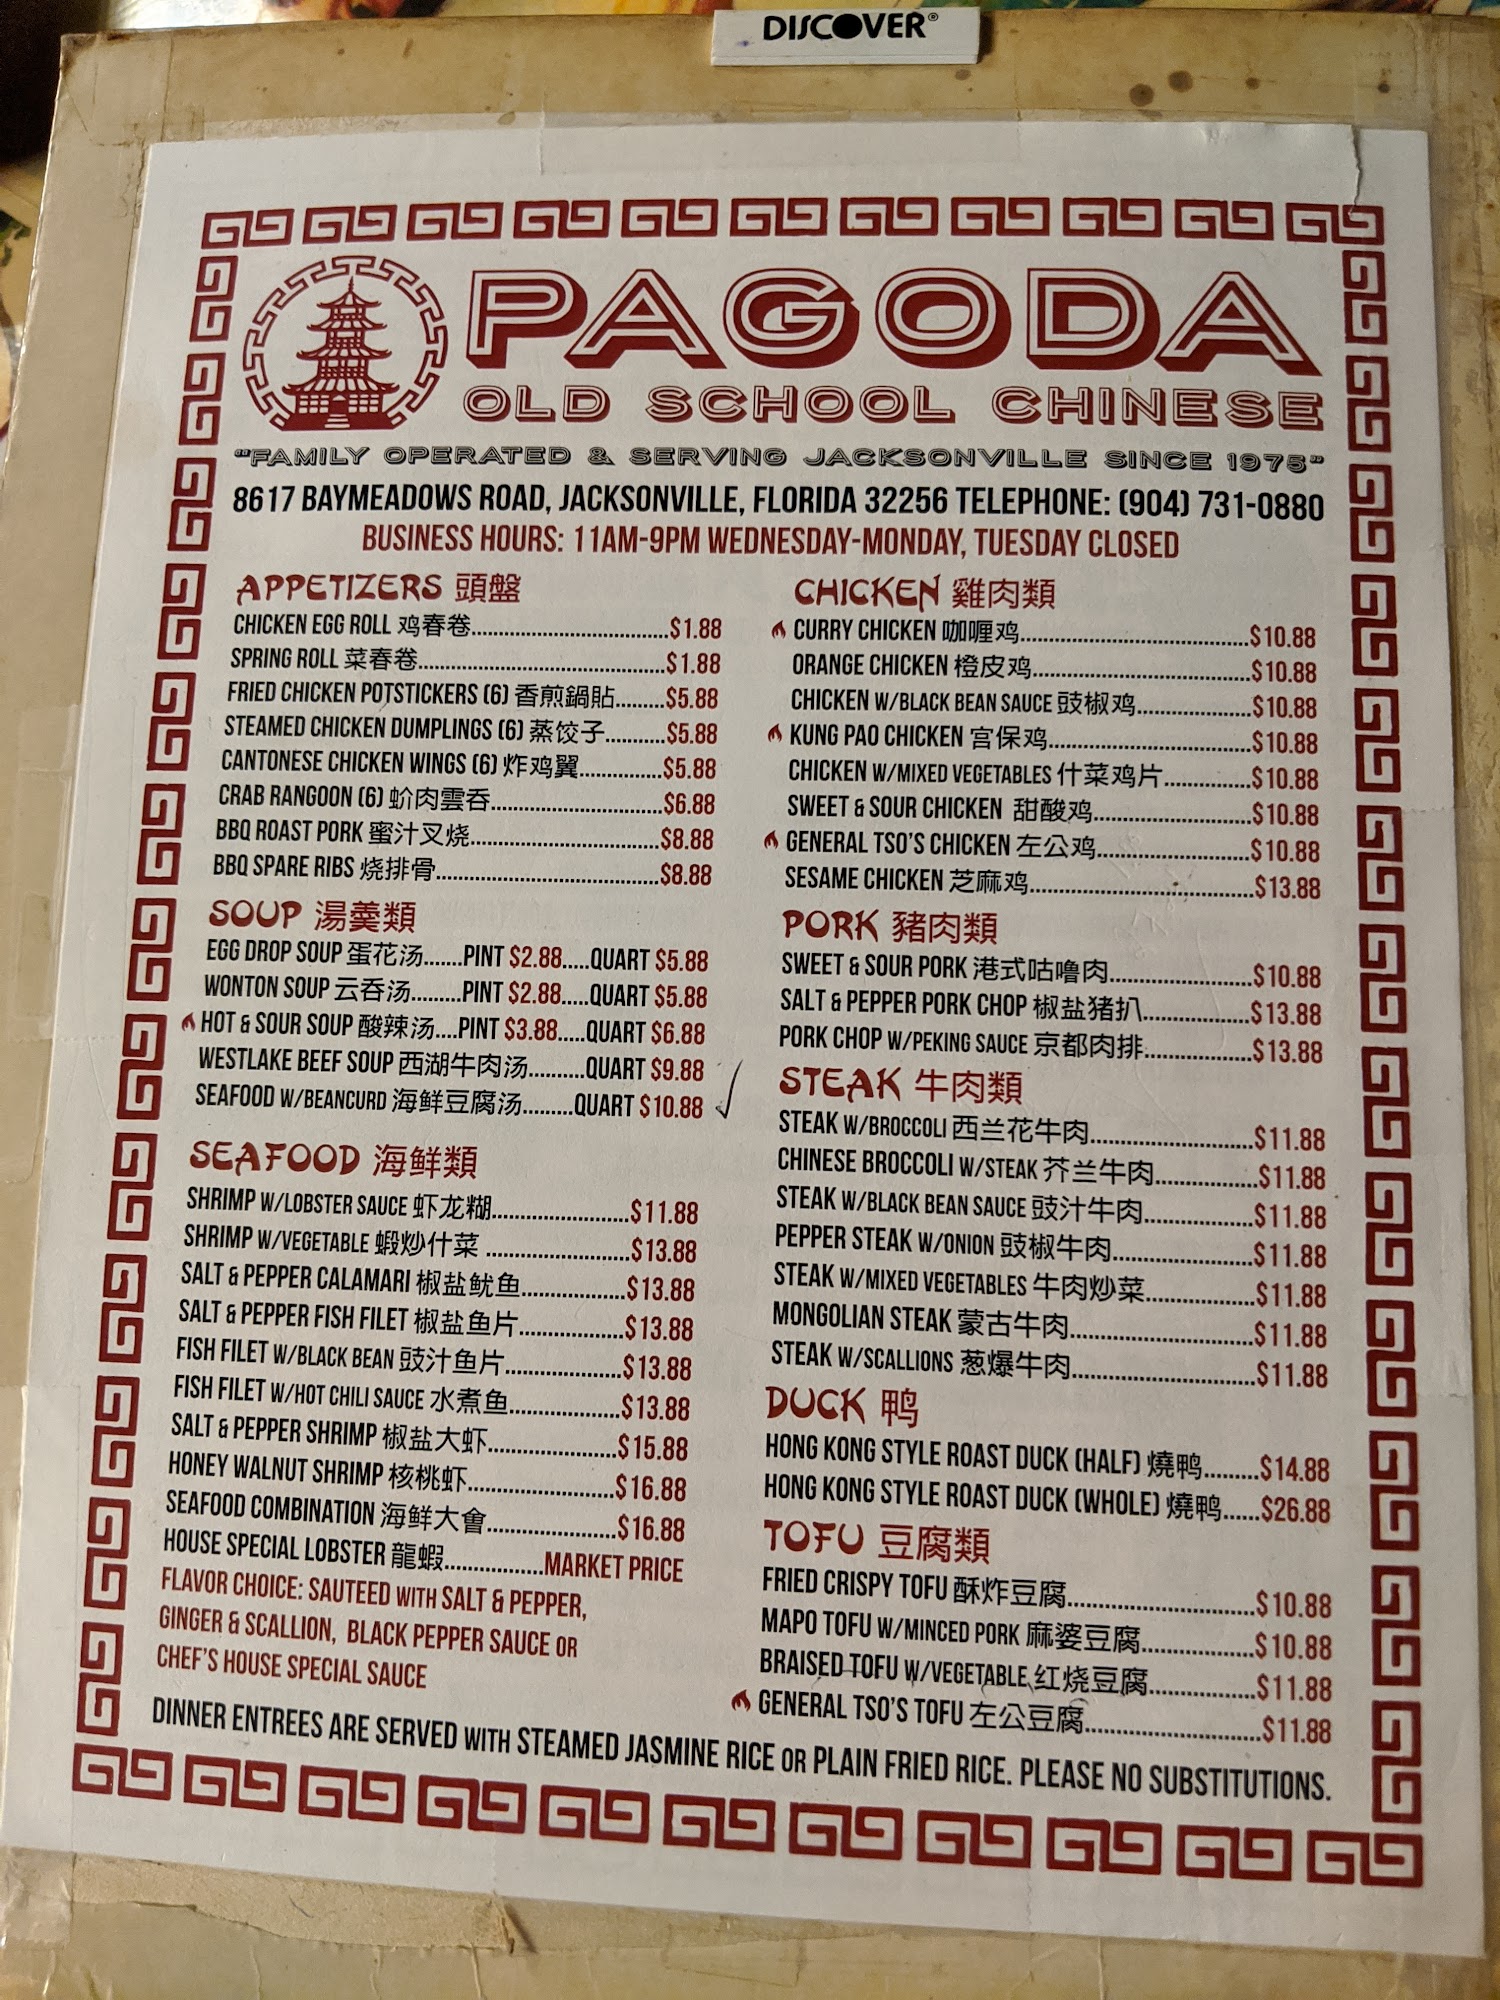 DISCOVER®
PAGODA
OLD SCHOOL CHINESE
"FAMILY OPERATED & SERVING JACKSONVILLE SINCE 1975"
8617 BAYMEADOWS ROAD, JACKSONVILLE, FLORIDA 32256 TELEPHONE: (904) 731-0880
BUSINESS HOURS: 11AM-9PM WEDNESDAY-MONDAY, TUESDAY CLOSED
APPETIZERS 頭盤
CHICKEN EGG ROLL 鸡春卷 $1.88
SPRING ROLL 菜春卷 $1.88
FRIED CHICKEN POTSTICKERS (6) 香煎鍋貼 $5.88
STEAMED CHICKEN DUMPLINGS (6) 蒸饺子 $5.88
CANTONESE CHICKEN WINGS (6) 炸鸡翼 $5.88
CRAB RANGOON (6) 蚧肉雲吞 $6.88
BBQ ROAST PORK 蜜汁叉烧 $8.88
BBQ SPARE RIBS 烧排骨 $8.88
SOUP 湯羹類
EGG DROP SOUP 蛋花汤 PINT $2.88 QUART $5.88
WONTON SOUP 云吞汤 PINT $2.88 QUART $5.88
HOT & SOUR SOUP 酸辣汤 PINT $3.88 QUART $6.88
WESTLAKE BEEF SOUP 西湖牛肉汤 QUART $9.88
SEAFOOD W/BEANCURD 海鲜豆腐汤 QUART $10.88
SEAFOOD 海鲜類
SHRIMP W/LOBSTER SAUCE 虾龙糊 $11.88
SHRIMP W/VEGETABLE 蝦炒什菜 $13.88
SALT & PEPPER CALAMARI 椒盐鱿鱼 $13.88
SALT & PEPPER FISH FILET 椒盐鱼片 $13.88
FISH FILET W/BLACK BEAN 豉汁鱼片 $13.88
FISH FILET W/HOT CHILI SAUCE 水煮鱼 $13.88
SALT & PEPPER SHRIMP 椒盐大虾 $15.88
HONEY WALNUT SHRIMP 核桃虾 $16.88
SEAFOOD COMBINATION 海鲜大會 $16.88
HOUSE SPECIAL LOBSTER 龍蝦 MARKET PRICE
FLAVOR CHOICE: SAUTEED WITH SALT & PEPPER,
GINGER & SCALLION, BLACK PEPPER SAUCE OR
CHEF'S HOUSE SPECIAL SAUCE
CHICKEN 雞肉類
CURRY CHICKEN 咖喱鸡 $10.88
ORANGE CHICKEN 橙皮鸡 $10.88
CHICKEN W/BLACK BEAN SAUCE 豉椒鸡 $10.88
KUNG PAO CHICKEN 宫保鸡 $10.88
CHICKEN W/MIXED VEGETABLES 什菜鸡片 $10.88
SWEET & SOUR CHICKEN 甜酸鸡 $10.88
GENERAL TSO'S CHICKEN 左公鸡 $10.88
SESAME CHICKEN 芝麻鸡 $13.88
PORK 豬肉類
SWEET & SOUR PORK 港式咕噜肉 $10.88
SALT & PEPPER PORK CHOP 椒盐猪扒 $13.88
PORK CHOP W/PEKING SAUCE 京都肉排 $13.88
STEAK 牛肉類
STEAK W/BROCCOLI 西兰花牛肉 $11.88
CHINESE BROCCOLI W/STEAK 芥兰牛肉 $11.88
STEAK W/BLACK BEAN SAUCE 豉汁牛肉 $11.88
PEPPER STEAK W/ONION 豉椒牛肉 $11.88
STEAK W/MIXED VEGETABLES 牛肉炒菜 $11.88
MONGOLIAN STEAK 蒙古牛肉 $11.88
STEAK W/SCALLIONS 葱爆牛肉 $11.88
DUCK 鸭
HONG KONG STYLE ROAST DUCK (HALF) 燒鸭 $14.88
HONG KONG STYLE ROAST DUCK (WHOLE) 燒鸭 $26.88
TOFU 豆腐類
FRIED CRISPY TOFU 酥炸豆腐 $10.88
MAPO TOFU W/MINCED PORK 麻婆豆腐 $10.88
BRAISED TOFU W/VEGETABLE 红烧豆腐 $11.88
GENERAL TSO'S TOFU 左公豆腐 $11.88
DINNER ENTREES ARE SERVED WITH STEAMED JASMINE RICE OR PLAIN FRIED RICE. PLEASE NO SUBSTITUTIONS.